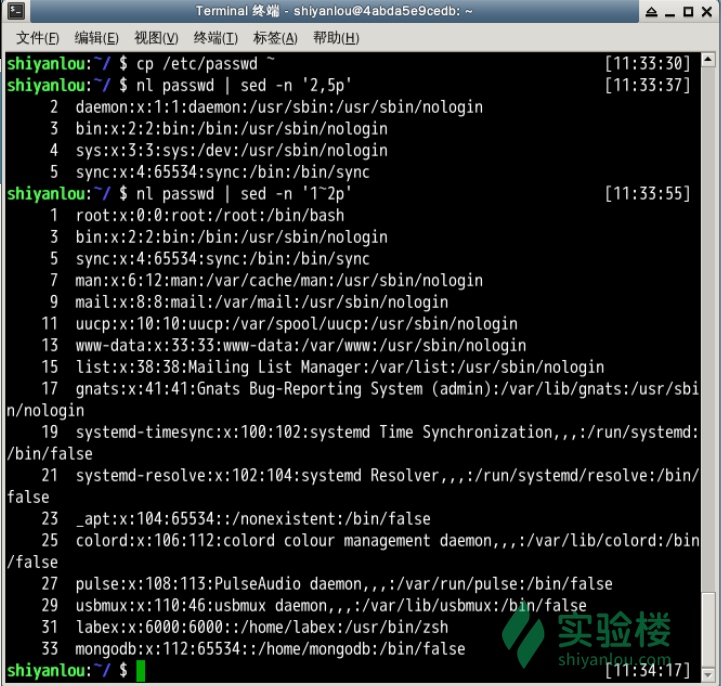 Terminal 终端 - shiyanlou@4abda5e9cedb: ~
文件(F) 编辑(E) 视图(V) 终端(T) 标签(A) 帮助(H)
shiyanlou:~/ $ cp /etc/passwd ~ [11:33:30]
shiyanlou:~/ $ nl passwd | sed -n '2,5p' [11:33:37]
2 daemon:x:1:1:daemon:/usr/sbin:/usr/sbin/nologin
3 bin:x:2:2:bin:/bin:/usr/sbin/nologin
4 sys:x:3:3:sys:/dev:/usr/sbin/nologin
5 sync:x:4:65534:sync:/bin:/bin/sync
shiyanlou:~/ $ nl passwd | sed -n '1~2p' [11:33:55]
1 root:x:0:0:root:/root:/bin/bash
3 bin:x:2:2:bin:/bin:/usr/sbin/nologin
5 sync:x:4:65534:sync:/bin:/bin/sync
7 man:x:6:12:man:/var/cache/man:/usr/sbin/nologin
9 mail:x:8:8:mail:/var/mail:/usr/sbin/nologin
11 uucp:x:10:10:uucp:/var/spool/uucp:/usr/sbin/nologin
13 www-data:x:33:33:www-data:/var/www:/usr/sbin/nologin
15 list:x:38:38:Mailing List Manager:/var/list:/usr/sbin/nologin
17 gnats:x:41:41:Gnats Bug-Reporting System (admin):/var/lib/gnats:/usr/sbi
n/nologin
19 systemd-timesync:x:100:102:systemd Time Synchronization,,,:/run/systemd:
/bin/false
21 systemd-resolve:x:102:104:systemd Resolver,,,:/run/systemd/resolve:/bin/
false
23 _apt:x:104:65534::/nonexistent:/bin/false
25 colord:x:106:112:colord colour management daemon,,,:/var/lib/colord:/bin
/false
27 pulse:x:108:113:PulseAudio daemon,,,:/var/run/pulse:/bin/false
29 usbmux:x:110:46:usbmux daemon,,,:/var/lib/usbmux:/bin/false
31 labex:x:6000:6000::/home/labex:/usr/bin/zsh
33 mongodb:x:112:65534::/home/mongodb:/bin/false
实验楼
shiyanlou.com
shiyanlou:~/ $ [11:34:17]